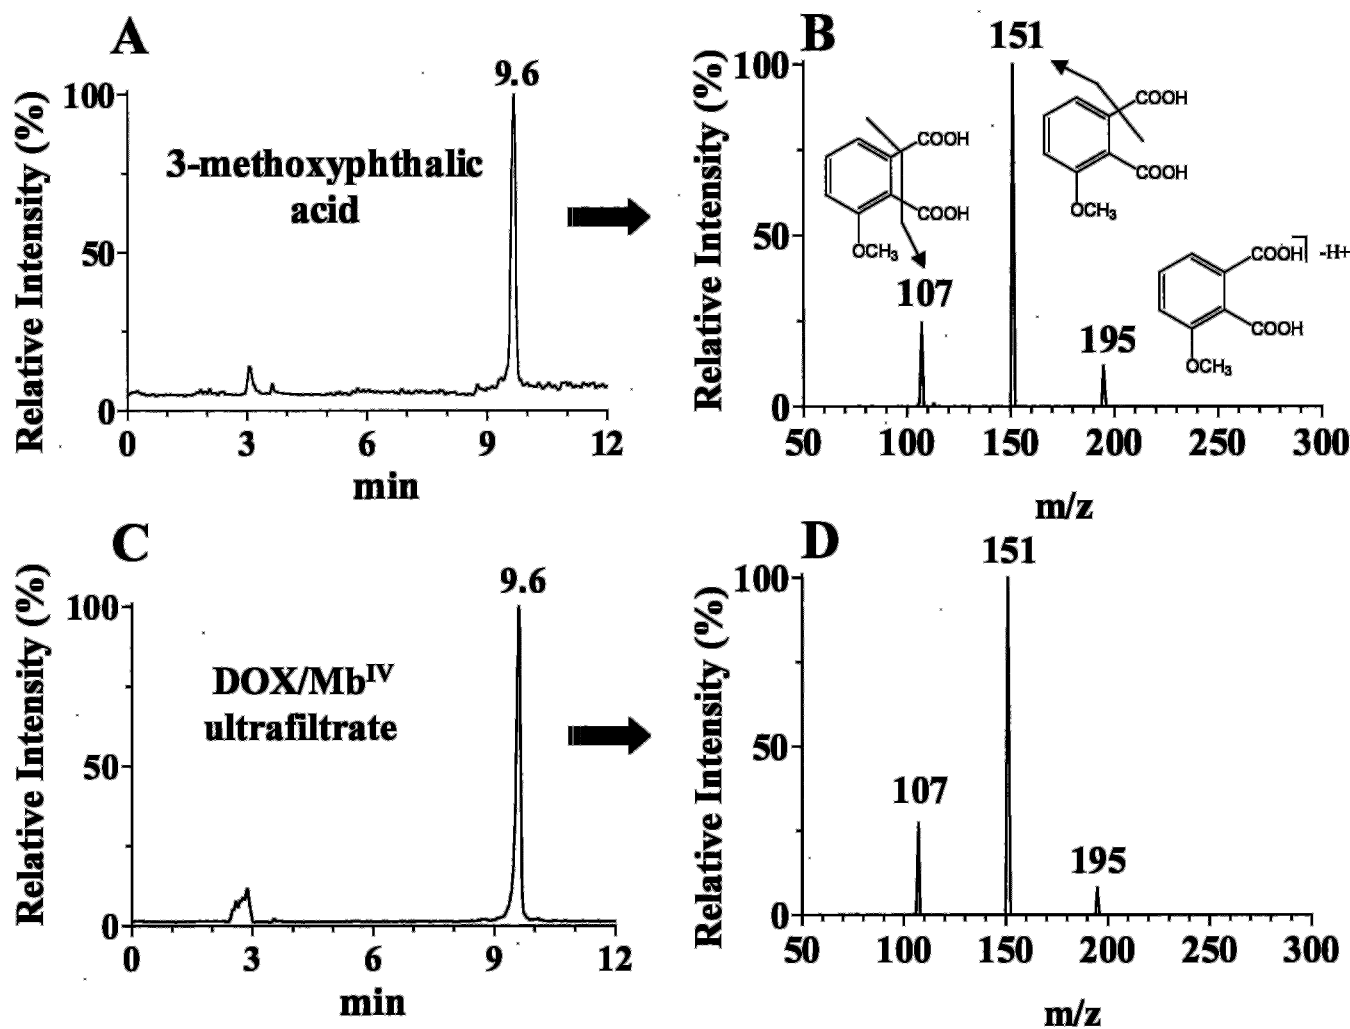 A
9.6
Relative Intensity (%)
100
50
0
3-methoxyphthalic
acid
0 3 6 9 12
min
B
151
Relative Intensity (%)
100
50
0
COOH
COOH
OCH3
COOH
COOH
OCH3
107
195
COOH -H+
COOH
OCH3
50 100 150 200 250 300
m/z
C
9.6
Relative Intensity (%)
100
50
0
DOX/MbIV
ultrafiltrate
0 3 6 9 12
min
D
151
Relative Intensity (%)
100
50
0
107
195
50 100 150 200 250 300
m/z